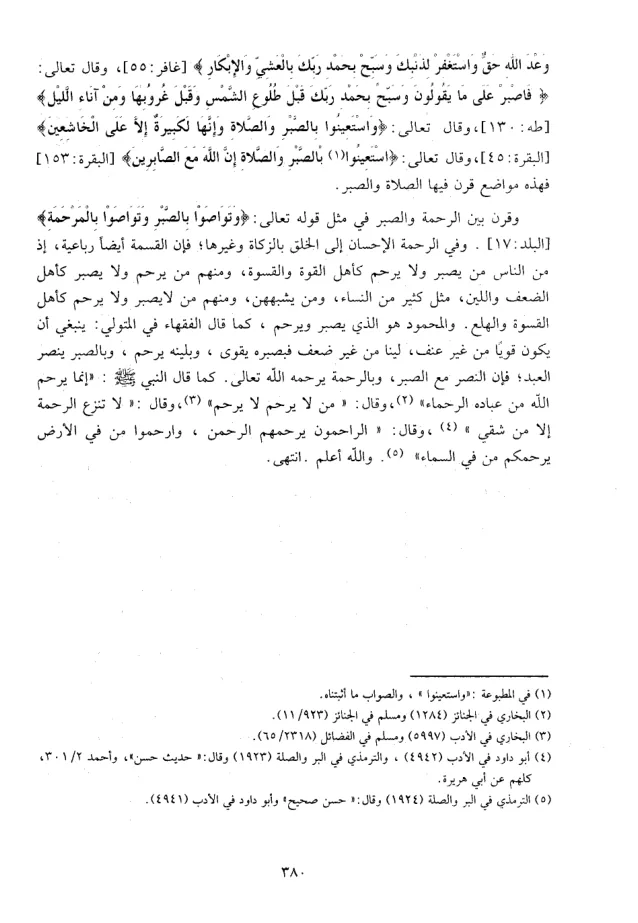 وَعْدَ اللَّه حَقٌّ وَاسْتَغْفِرْ لذَنْبِكَ وَسَبِّحْ بِحَمْدِ رَبِّكَ بِالْعَشِيِّ وَالإِبْكَارِ ﴾ [غافر:٥٥]، وقال تعالى:
﴿ فَاصْبِرْ عَلَى مَا يَقُولُونَ وَسَبِّحْ بِحَمْدِ رَبِّكَ قَبْلَ طُلُوعِ الشَّمْسِ وَقَبْلَ غُرُوبِهَا وَمِنْ آنَاءِ اللَّيْلِ ﴾
[طه: ١٣٠]،وقال تعالى:﴿وَاسْتَعِينُوا بِالصَّبْرِ وَالصَّلاةِ وَإِنَّهَا لَكَبِيرَةٌ إِلاَّ عَلَى الْخَاشِعِينَ﴾
[البقرة:٤٥]،وقال تعالى:﴿اسْتَعِينُوا(١) بِالصَّبْرِ وَالصَّلاةِ إِنَّ اللَّهَ مَعَ الصَّابِرِينَ﴾ [البقرة:١٥٣]
فهذه مواضع قرن فيها الصلاة والصبر.
وقرن بين الرحمة والصبر في مثل قوله تعالى:﴿وَتَوَاصَوْا بِالصَّبْرِ وَتَوَاصَوْا بِالْمَرْحَمَةِ﴾
[البلد:١٧] . وفي الرحمة الإحسان إلى الخلق بالزكاة وغيرها؛ فإن القسمة أيضاً رباعية، إذ
من الناس من يصبر ولا يرحم كأهل القوة والقسوة، ومنهم من يرحم ولا يصبر كأهل
الضعف واللين، مثل كثير من النساء، ومن يشبههن، ومنهم من لايصبر ولا يرحم كأهل
القسوة والهلع. والمحمود هو الذي يصبر ويرحم ، كما قال الفقهاء في المتولي: ينبغي أن
يكون قويًا من غير عنف، لينا من غير ضعف فبصبره يقوى ، وبلينه يرحم ، وبالصبر ينصر
العبد؛ فإن النصر مع الصبر، وبالرحمة يرحمه اللَّه تعالى. كما قال النبي ﷺ : «إنما يرحم
اللَّه من عباده الرحماء» (٢)،وقال: « من لا يرحم لا يرحم» (٣)،وقال :« لا تنزع الرحمة
إلا من شقي » (٤) ،وقال: « الراحمون يرحمهم الرحمن ، وارحموا من في الأرض
يرحمكم من في السماء» (٥). واللَّه أعلم .انتهى.
(١) في المطبوعة :«واستعينوا » ، والصواب ما أثبتناه.
(٢) البخاري في الجنائز (١٢٨٤) ومسلم في الجنائز (١١/٩٢٣).
(٣) البخاري في الأدب (٥٩٩٧) ومسلم في الفضائل (٦٥/٢٣١٨).
(٤) أبو داود في الأدب (٤٩٤٢) ، والترمذي في البر والصلة (١٩٢٣) وقال:« حديث حسن»، وأحمد ٣٠١/٢،
كلهم عن أبي هريرة.
(٥) الترمذي في البر والصلة (١٩٢٤) وقال:« حسن صحيح» وأبو داود في الأدب (٤٩٤١).
٣٨٠